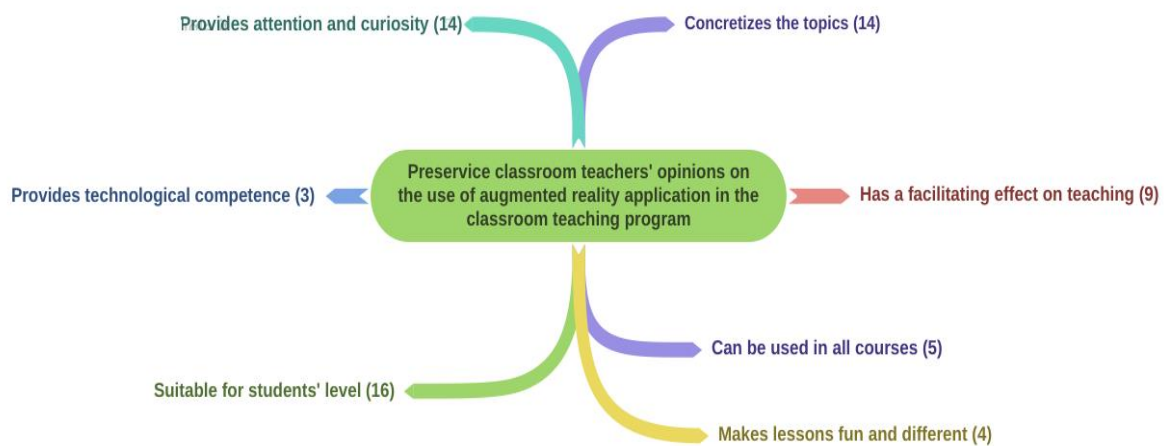 Provides attention and curiosity (14)
Concretizes the topics (14)
Preservice classroom teachers' opinions on
the use of augmented reality application in the
classroom teaching program
Provides technological competence (3)
Has a facilitating effect on teaching (9)
Can be used in all courses (5)
Suitable for students' level (16)
Makes lessons fun and different (4)